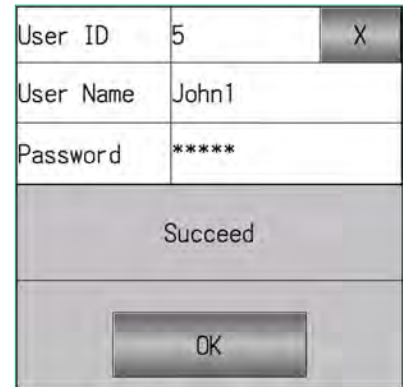 User ID 5 X
User Name John1
Password *****
Succeed
OK